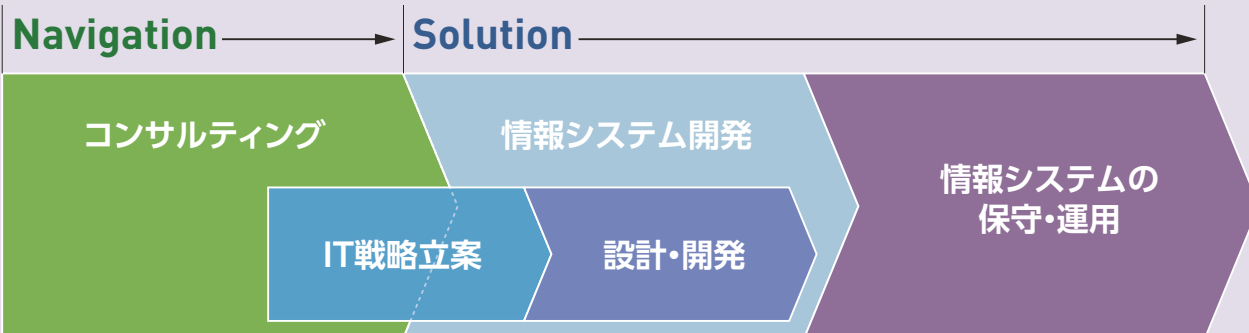 Navigation
Solution
コンサルティング
情報システム開発
情報システムの
保守・運用
IT戦略立案
設計・開発